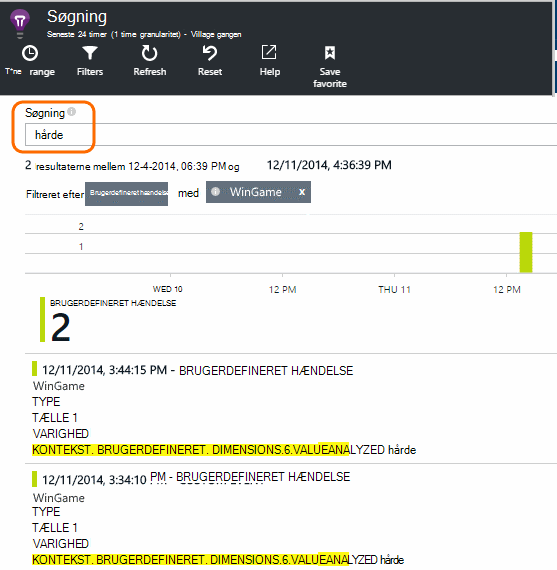 Søgning
Seneste 24 timer (1 time granularitet) - Village gangen
T*ne range Filters Refresh Reset Help Save favorite
Søgning
hårde
2 resultaterne mellem 12-4-2014, 06:39 PM og 12/11/2014, 4:36:39 PM
Filtreret efter Brugerdefineret hændelse med WinGame x
2
1
WED 10 12 PM THU 11 12 PM
BRUGERDEFINERET HÆNDELSE
2
12/11/2014, 3:44:15 PM - BRUGERDEFINERET HÆNDELSE
WinGame
TYPE
TÆLLE 1
VARIGHED
KONTEKST. BRUGERDEFINERET. DIMENSIONS.6.VALUEANALYZED hårde
12/11/2014, 3:34:10 PM - BRUGERDEFINERET HÆNDELSE
WinGame
TYPE
TÆLLE 1
VARIGHED
KONTEKST. BRUGERDEFINERET. DIMENSIONS.6.VALUEANALYZED hårde